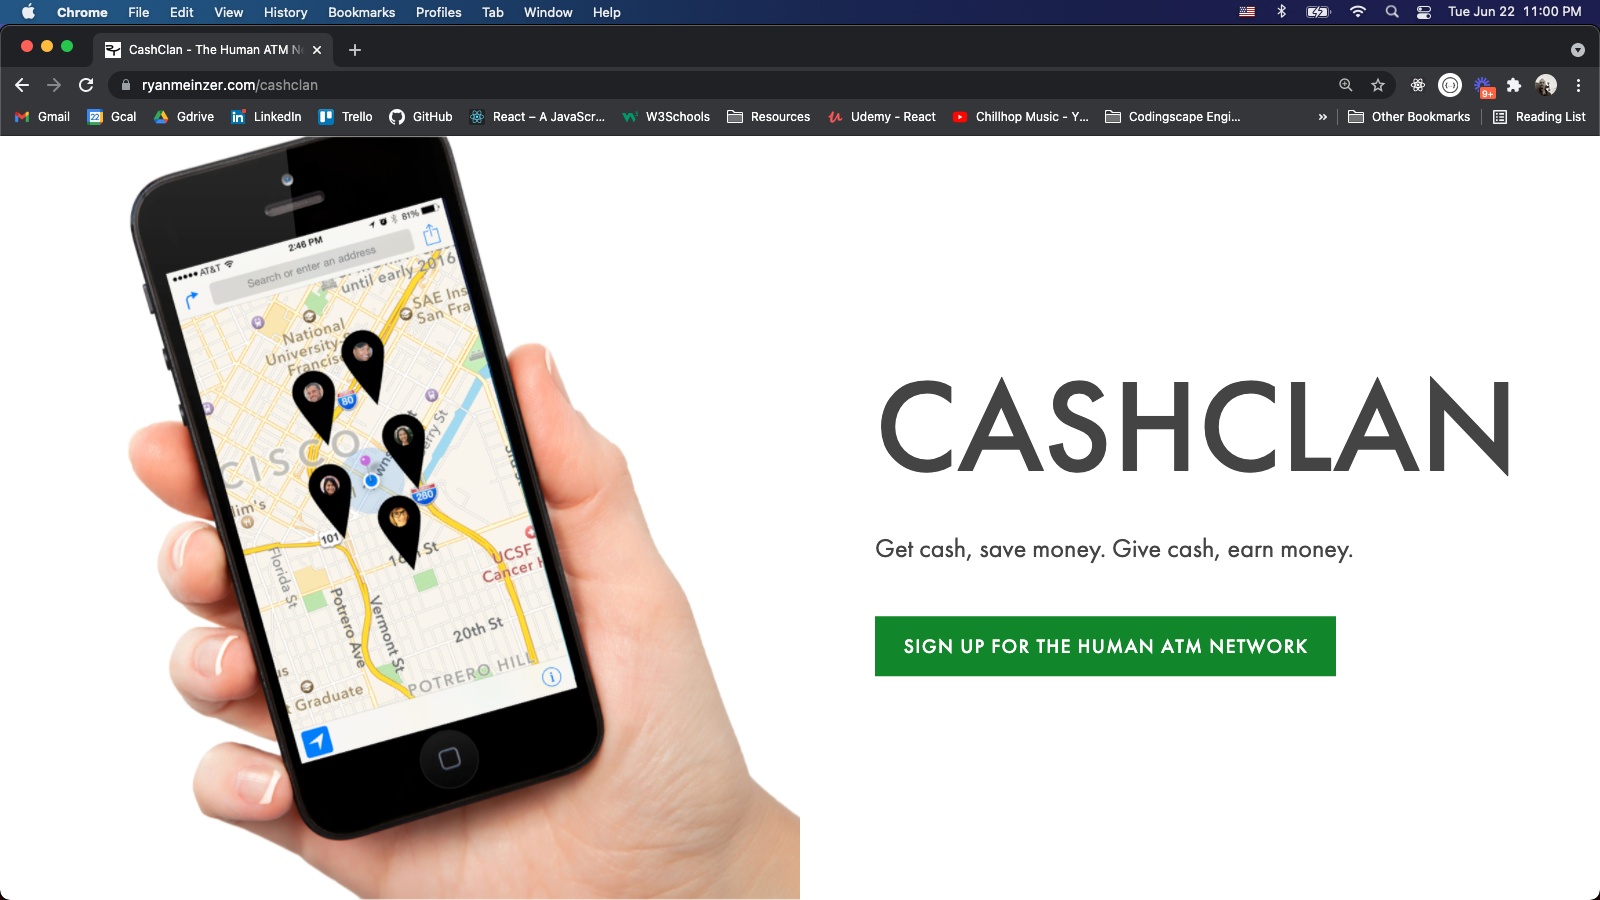 Chrome File Edit View History Bookmarks Profiles Tab Window Help Tue Jun 22 11:00 PM
CashClan - The Human ATM N
ryanmeinzer.com/cashclan 9+
Gmail 22 Gcal Gdrive LinkedIn Trello GitHub React – A JavaScr... W3Schools Resources Udemy - React Chillhop Music - Y... Codingscape Engi... » Other Bookmarks Reading List
AT&T 2:46 PM 81%
Search or enter an address
until early 2016
SAE Ins
San Fra
National
University
Francis
80
CISCO
erry St
280
lim's
101
16th St
UCSF
Cancer H
Florida St
Potrero Ave
Vermont St
20th St
POTRERO HILL
t Graduate
CASHCLAN
Get cash, save money. Give cash, earn money.
SIGN UP FOR THE HUMAN ATM NETWORK